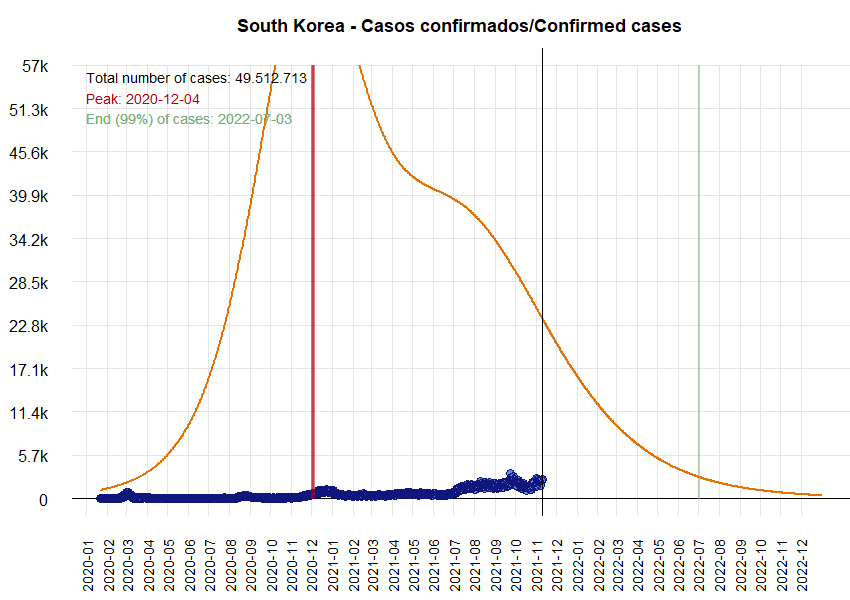 South Korea - Casos confirmados/Confirmed cases
57k
Total number of cases: 49.512.713
Peak: 2020-12-04
End (99%) of cases: 2022-07-03
51.3k
45.6k
39.9k
34.2k
28.5k
22.8k
17.1k
11.4k
5.7k
0
2020-01
2020-02
2020-03
2020-04
2020-05
2020-06
2020-07
2020-08
2020-09
2020-10
2020-11
2020-12
2021-01
2021-02
2021-03
2021-04
2021-05
2021-06
2021-07
2021-08
2021-09
2021-10
2021-11
2021-12
2022-01
2022-02
2022-03
2022-04
2022-05
2022-06
2022-07
2022-08
2022-09
2022-10
2022-11
2022-12